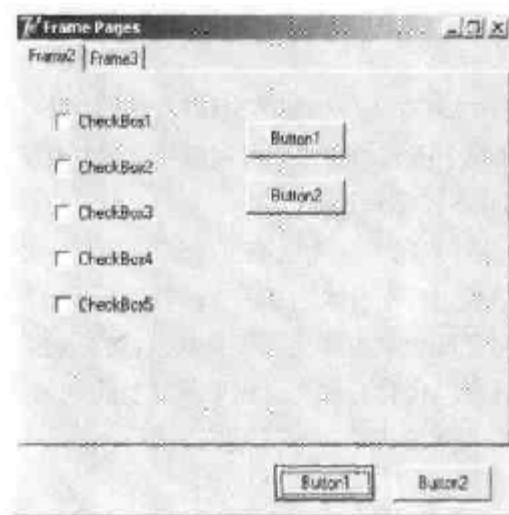 Frame Pages
Frame2 Frame3
CheckBox1
Button1
CheckBox2
Button2
CheckBox3
CheckBox4
CheckBox5
Button1 Button2